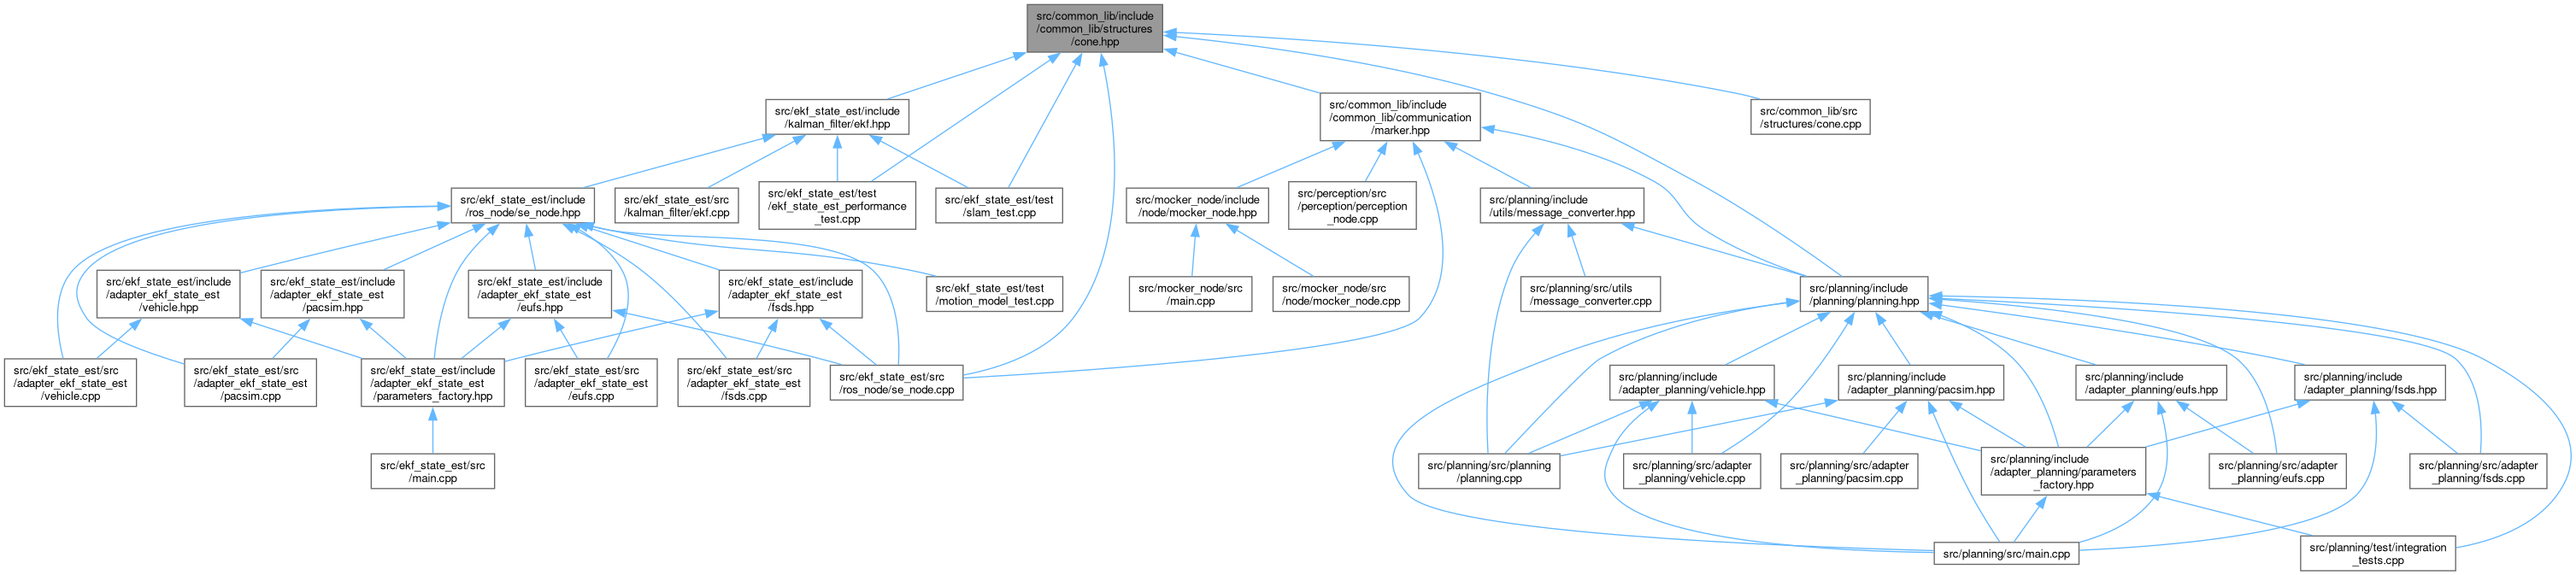 src/common_lib/include
/common_lib/structures
/cone.hpp
src/ekf_state_est/include
/kalman_filter/ekf.hpp
src/common_lib/include
/common_lib/communication
/marker.hpp
src/common_lib/src
/structures/cone.cpp
src/ekf_state_est/include
/ros_node/se_node.hpp
src/ekf_state_est/src
/kalman_filter/ekf.cpp
src/ekf_state_est/test
/ekf_state_est_performance
_test.cpp
src/ekf_state_est/test
/slam_test.cpp
src/mocker_node/include
/node/mocker_node.hpp
src/perception/src
/perception/perception
_node.cpp
src/planning/include
/utils/message_converter.hpp
src/ekf_state_est/include
/adapter_ekf_state_est
/vehicle.hpp
src/ekf_state_est/include
/adapter_ekf_state_est
/pacsim.hpp
src/ekf_state_est/include
/adapter_ekf_state_est
/eufs.hpp
src/ekf_state_est/include
/adapter_ekf_state_est
/fsds.hpp
src/ekf_state_est/test
/motion_model_test.cpp
src/mocker_node/src
/main.cpp
src/mocker_node/src
/node/mocker_node.cpp
src/planning/src/utils
/message_converter.cpp
src/planning/include
/planning/planning.hpp
src/ekf_state_est/src
/adapter_ekf_state_est
/vehicle.cpp
src/ekf_state_est/src
/adapter_ekf_state_est
/pacsim.cpp
src/ekf_state_est/include
/adapter_ekf_state_est
/parameters_factory.hpp
src/ekf_state_est/src
/adapter_ekf_state_est
/eufs.cpp
src/ekf_state_est/src
/adapter_ekf_state_est
/fsds.cpp
src/ekf_state_est/src
/ros_node/se_node.cpp
src/planning/include
/adapter_planning/vehicle.hpp
src/planning/include
/adapter_planning/pacsim.hpp
src/planning/include
/adapter_planning/eufs.hpp
src/planning/include
/adapter_planning/fsds.hpp
src/ekf_state_est/src
/main.cpp
src/planning/src/planning
/planning.cpp
src/planning/src/adapter
_planning/vehicle.cpp
src/planning/src/adapter
_planning/pacsim.cpp
src/planning/include
/adapter_planning/parameters
_factory.hpp
src/planning/src/adapter
_planning/eufs.cpp
src/planning/src/adapter
_planning/fsds.cpp
src/planning/src/main.cpp
src/planning/test/integration
_tests.cpp